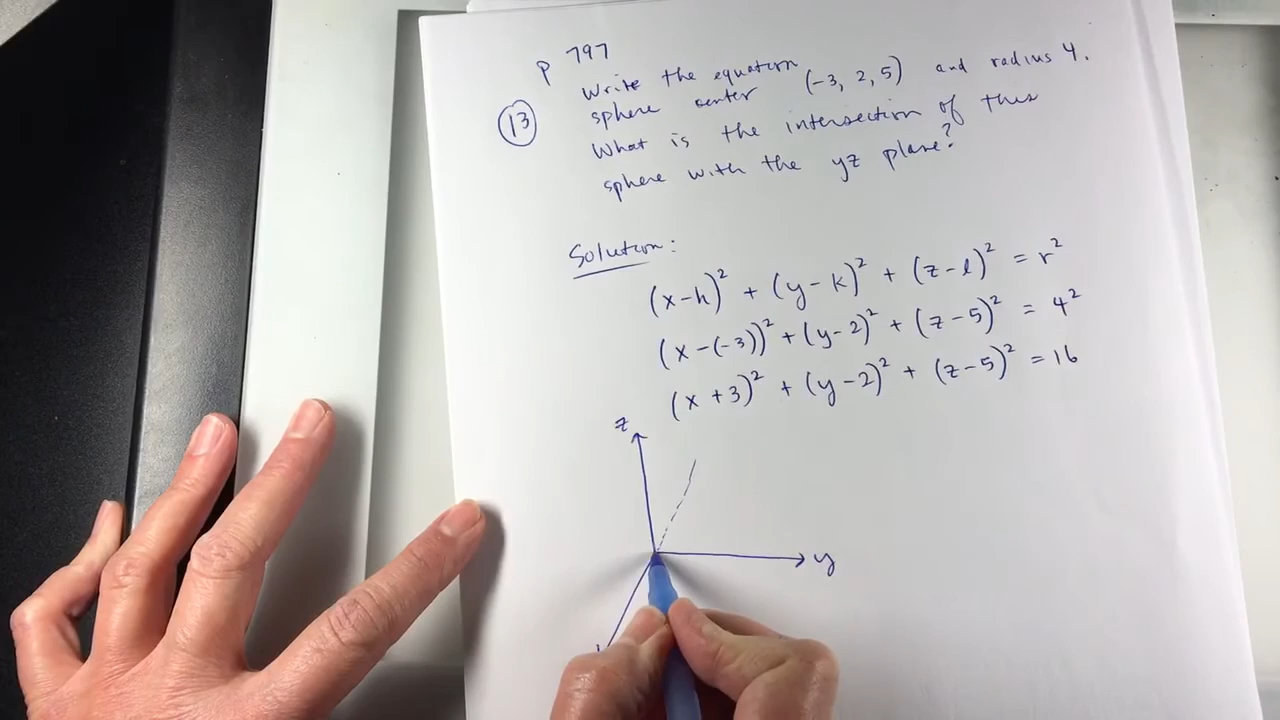 p 797
(13) Write the equation
sphere center (-3, 2, 5) and radius 4.
What is the intersection of this
sphere with the yz plane?
Solution:
(x-h)² + (y-k)² + (z-l)² = r²
(x-(-3))² + (y-2)² + (z-5)² = 4²
(x+3)² + (y-2)² + (z-5)² = 16
z
y